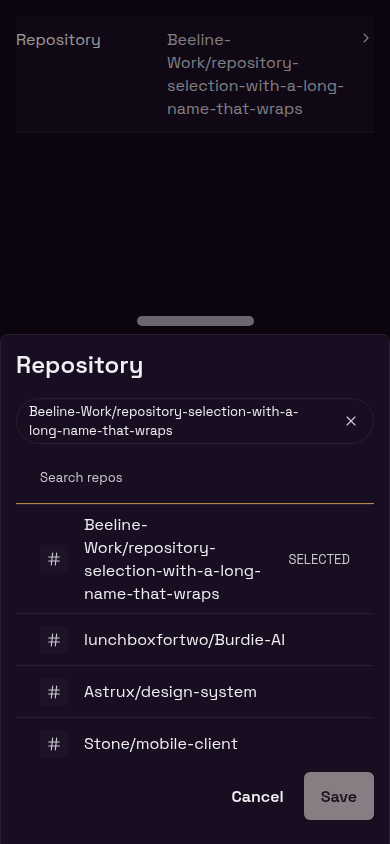 Repository
Beeline-
Work/repository-
selection-with-a-long-
name-that-wraps
Repository
Beeline-Work/repository-selection-with-a-
long-name-that-wraps
Search repos
#
Beeline-
Work/repository-
selection-with-a-long-
name-that-wraps
SELECTED
# lunchboxfortwo/Burdie-AI
# Astrux/design-system
# Stone/mobile-client
Cancel Save